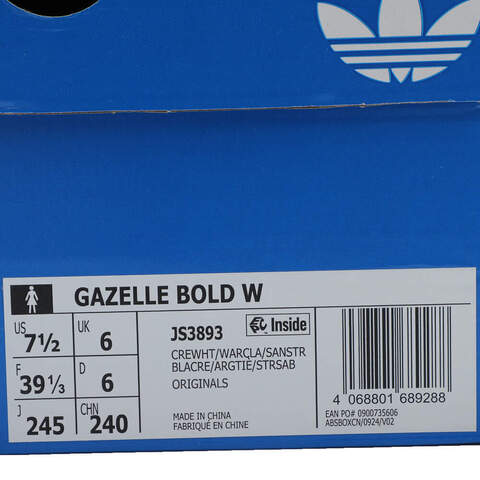 GAZELLE BOLD W
US 7½ UK 6
F 39⅓ D 6
J 245 CHN 240
JS3893
Inside
CREWHT/WARCLA/SANSTR
BLACRE/ARGTIE/STRSAB
ORIGINALS
MADE IN CHINA
FABRIQUÉ EN CHINE
4 068801 689288
EAN PO# 0900735606
ABSBOXCN/0924/V02